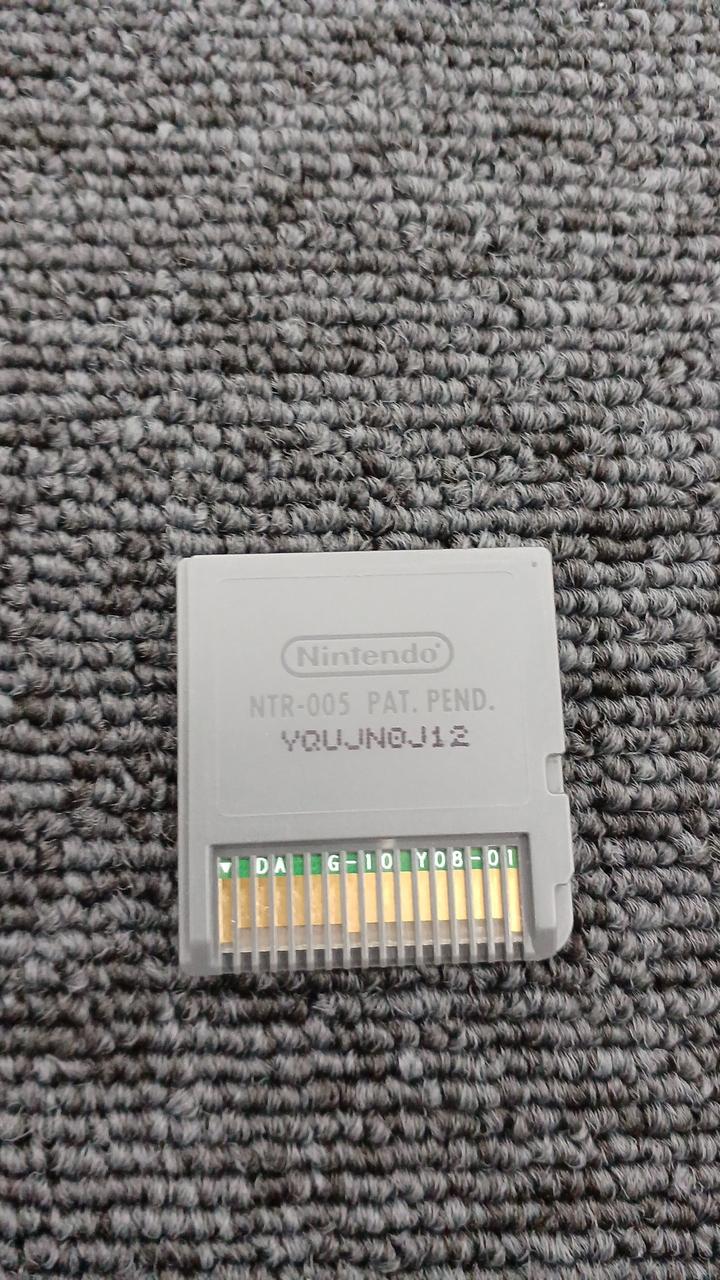 Nintendo®
NTR-005 PAT. PEND.
YQUJN0J12
▼ DA G-10 Y08-01